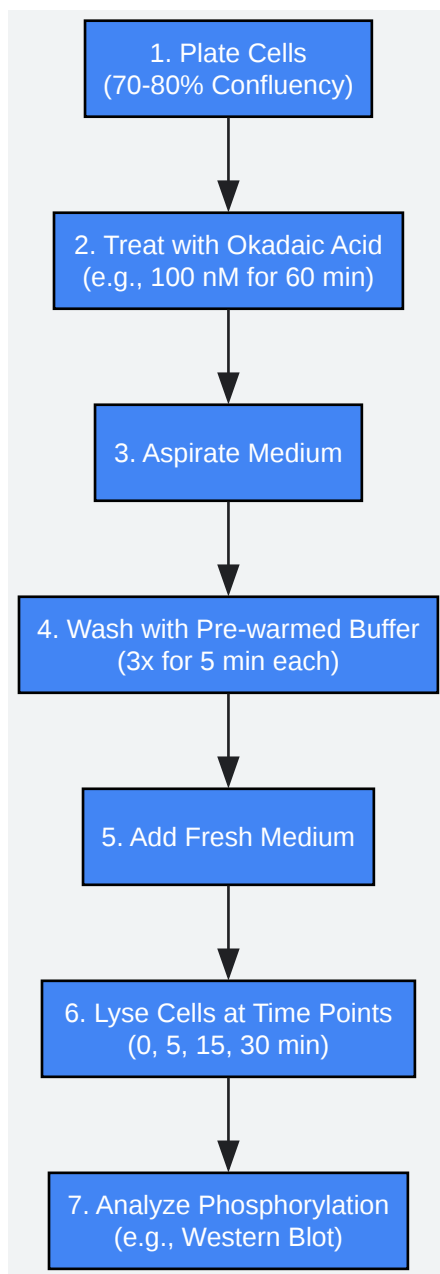 1. Plate Cells
(70-80% Confluency)
2. Treat with Okadaic Acid
(e.g., 100 nM for 60 min)
3. Aspirate Medium
4. Wash with Pre-warmed Buffer
(3x for 5 min each)
5. Add Fresh Medium
6. Lyse Cells at Time Points
(0, 5, 15, 30 min)
7. Analyze Phosphorylation
(e.g., Western Blot)